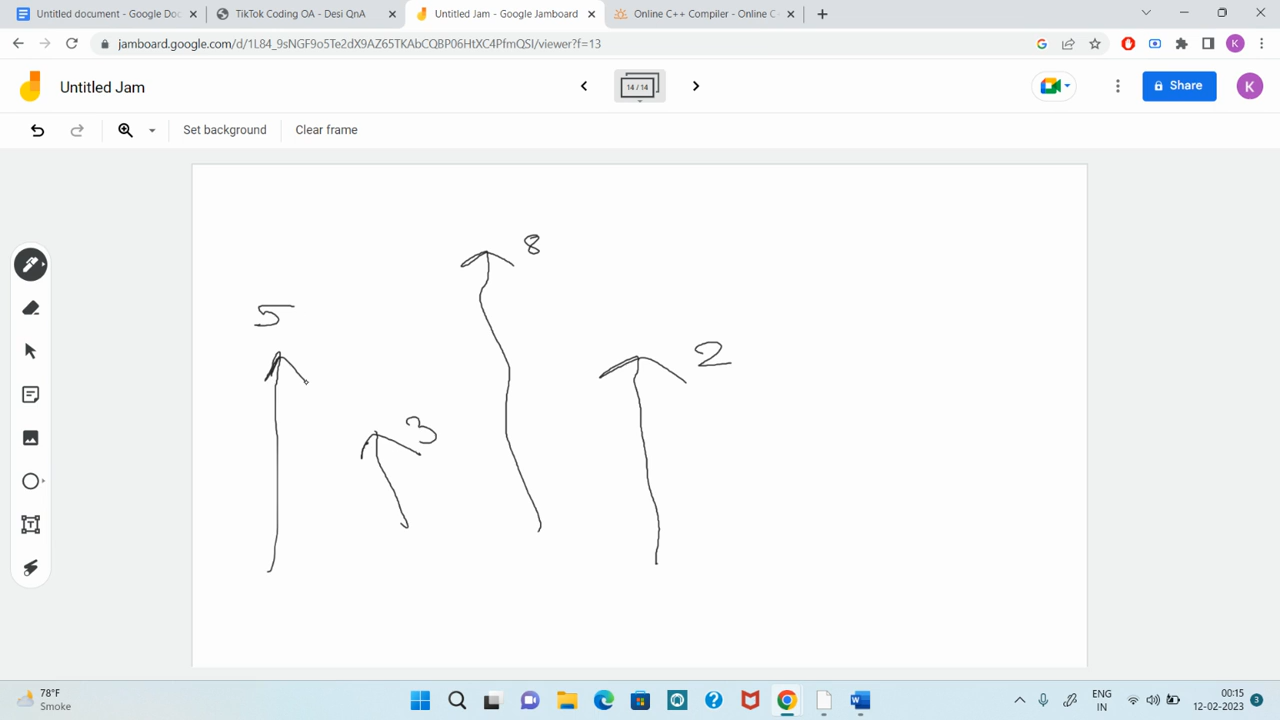 Untitled document - Google Doc
TikTok Coding OA - Desi QnA
Untitled Jam - Google Jamboard
Online C++ Compiler - Online C
jamboard.google.com/d/1L84_9sNGF9o5Te2dX9AZ65TKAbCQBP06HtXC4PfmQSI/viewer?f=13
K
Untitled Jam
14 / 14
Share
K
Set background
Clear frame
8
5
2
3
78°F
Smoke
ENG
IN
00:15
12-02-2023
3